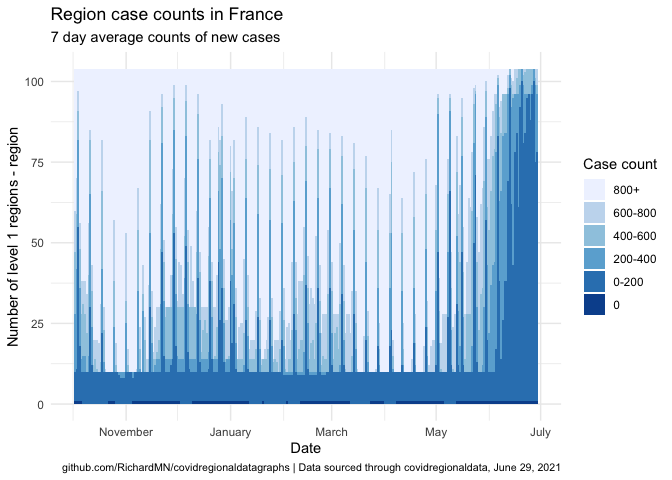 Region case counts in France
7 day average counts of new cases
Number of level 1 regions - region
100
75
50
25
0
November
January
March
May
July
Date
Case count
800+
600-800
400-600
200-400
0-200
0
github.com/RichardMN/covidregionaldatagraphs | Data sourced through covidregionaldata, June 29, 2021